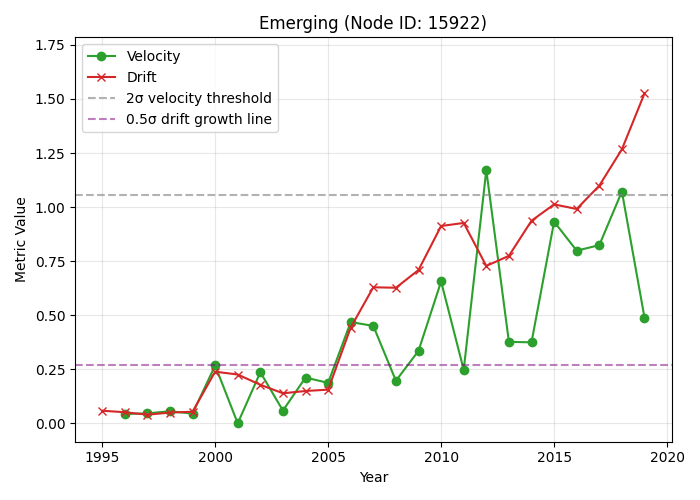 Emerging (Node ID: 15922)
Velocity
Drift
2σ velocity threshold
0.5σ drift growth line
Metric Value
1.75
1.50
1.25
1.00
0.75
0.50
0.25
0.00
1995 2000 2005 2010 2015 2020
Year